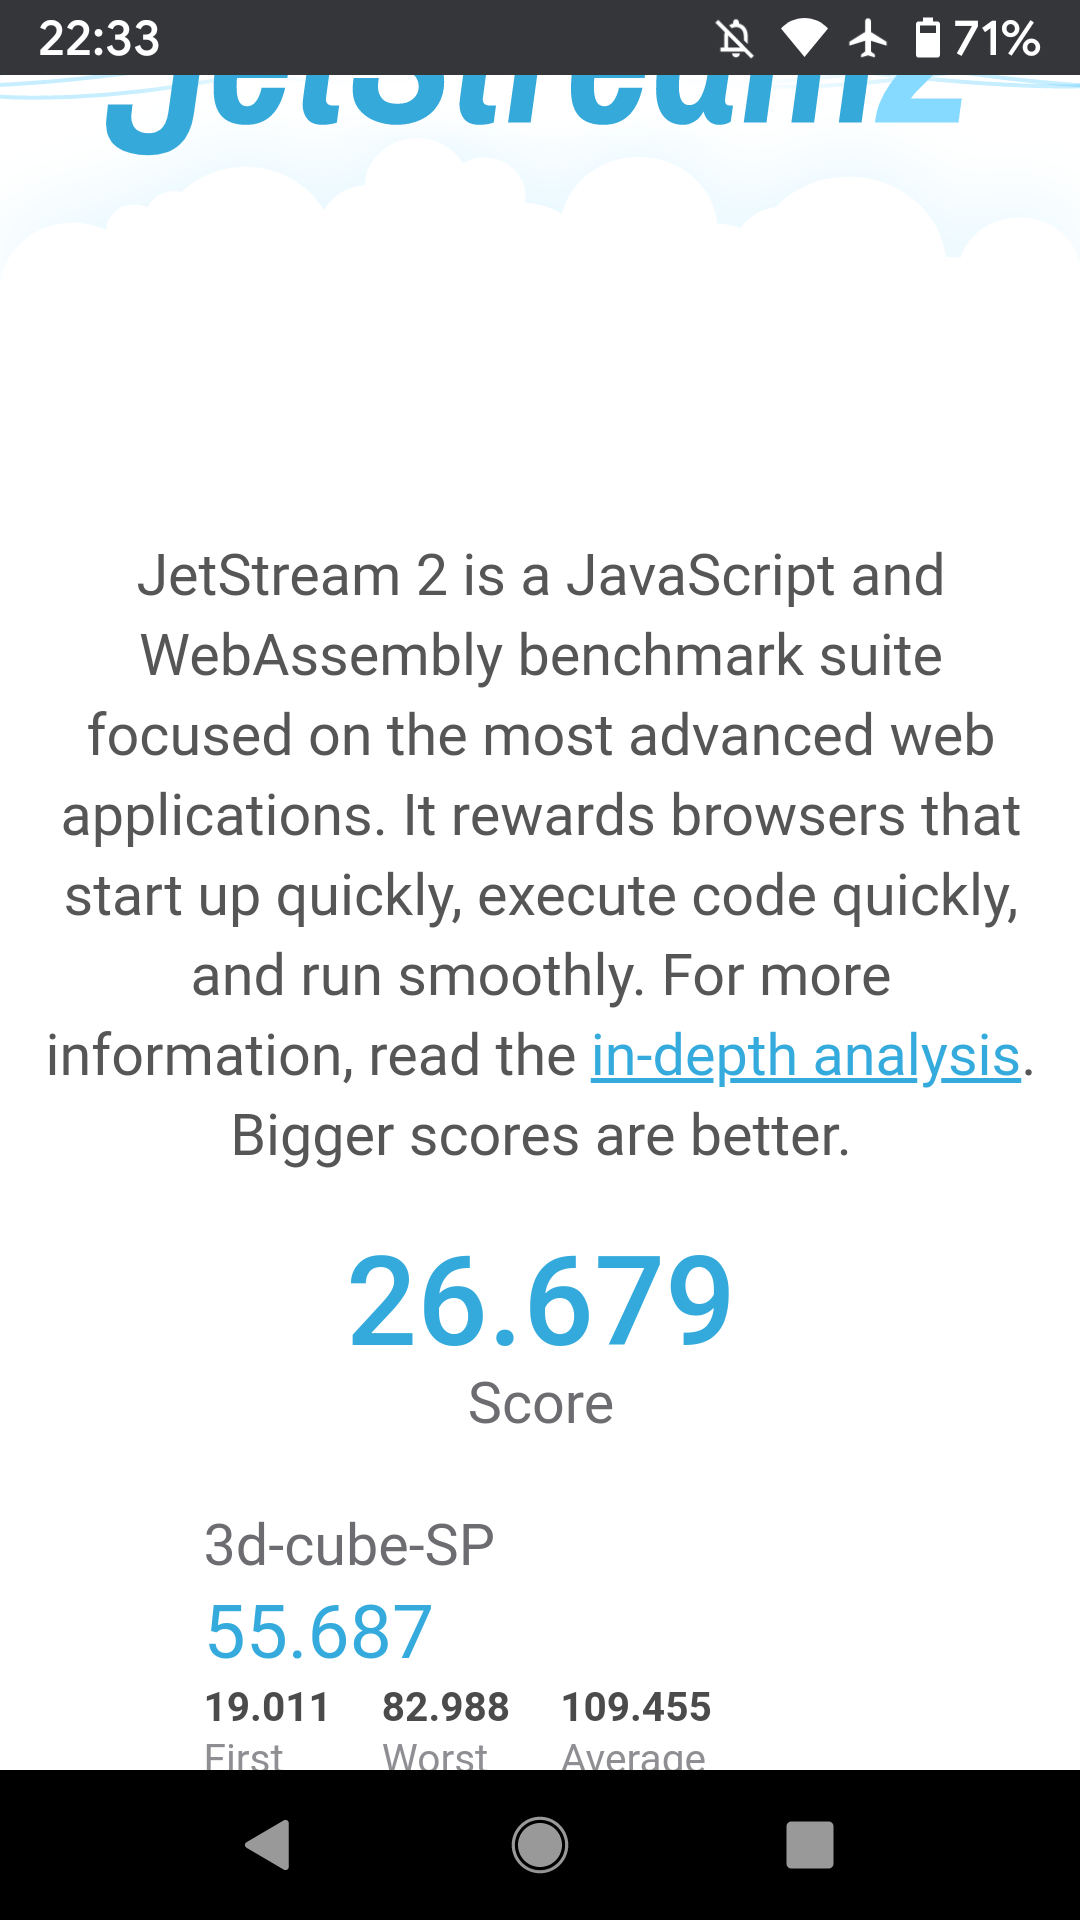 22:33 71%
JetStream2
JetStream 2 is a JavaScript and
WebAssembly benchmark suite
focused on the most advanced web
applications. It rewards browsers that
start up quickly, execute code quickly,
and run smoothly. For more
information, read the in-depth analysis.
Bigger scores are better.
26.679
Score
3d-cube-SP
55.687
19.011 82.988 109.455
First Worst Average